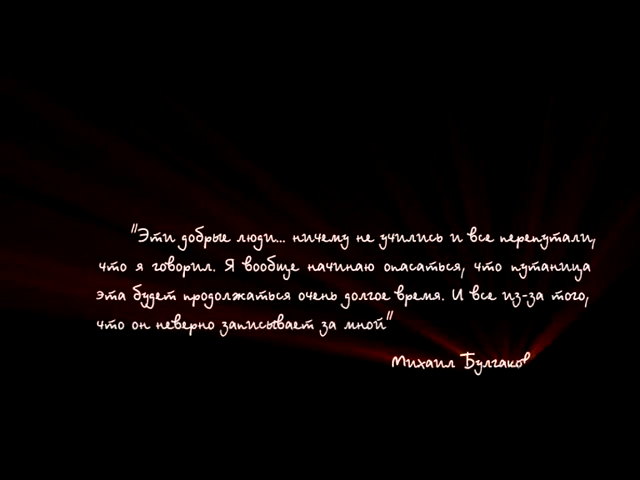 "Эти добрые люди... ничему не учились и все перепутали,
что я говорил. Я вообще начинаю опасаться, что путаница
эта будет продолжаться очень долгое время. И все из-за того,
что он неверно записывает за мной"
Михаил Булгаков